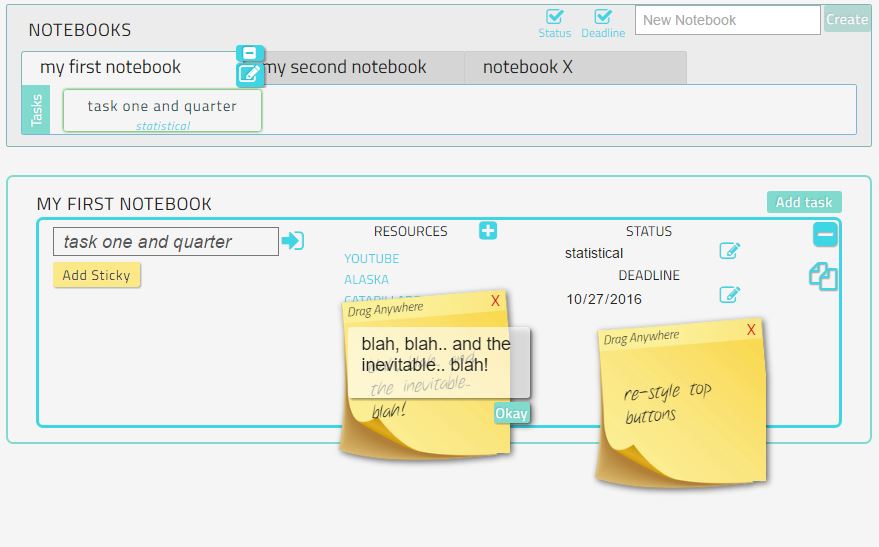 NOTEBOOKS
Status
Deadline
New Notebook
Create
my first notebook
my second notebook
notebook X
Tasks
task one and quarter
statistical
MY FIRST NOTEBOOK
Add task
task one and quarter
Add Sticky
RESOURCES
YOUTUBE
ALASKA
STATUS
statistical
DEADLINE
10/27/2016
Drag Anywhere
X
blah, blah.. and the
inevitable.. blah!
blah, blah.. and
the inevitable..
blah!
Okay
Drag Anywhere
X
re-style top
buttons